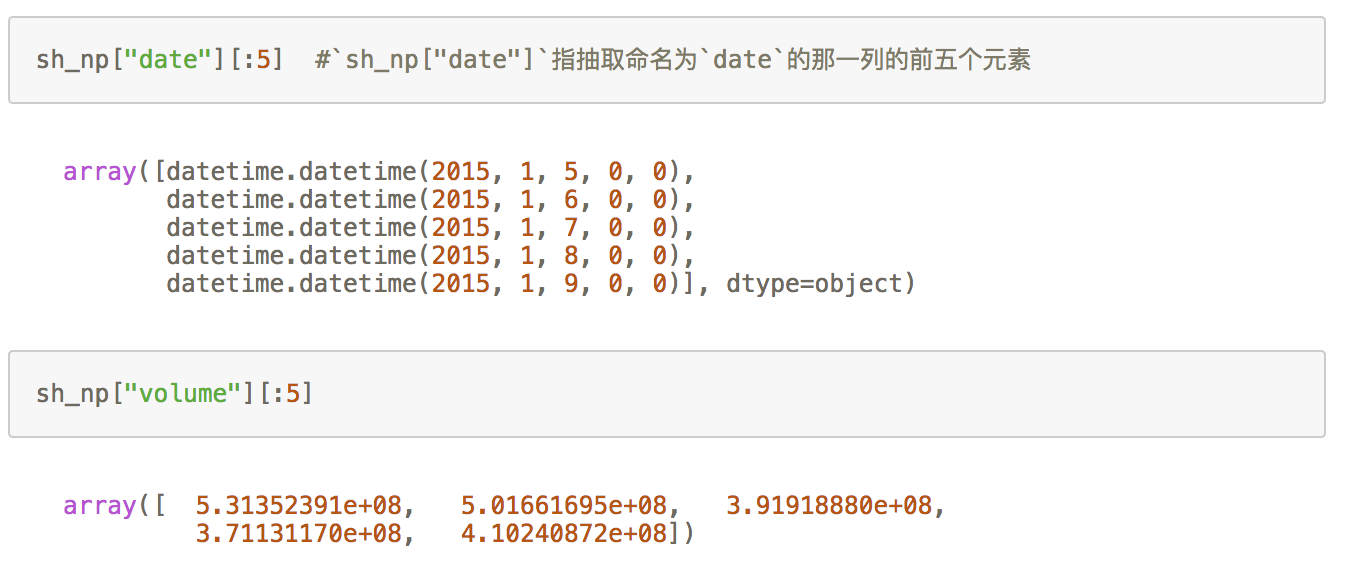 sh_np["date"][:5]  #`sh_np["date"]`指抽取命名为`date`的那一列的前五个元素
array([datetime.datetime(2015, 1, 5, 0, 0),
datetime.datetime(2015, 1, 6, 0, 0),
datetime.datetime(2015, 1, 7, 0, 0),
datetime.datetime(2015, 1, 8, 0, 0),
datetime.datetime(2015, 1, 9, 0, 0)], dtype=object)
sh_np["volume"][:5]
array([  5.31352391e+08,   5.01661695e+08,   3.91918880e+08,
3.71131170e+08,   4.10240872e+08])